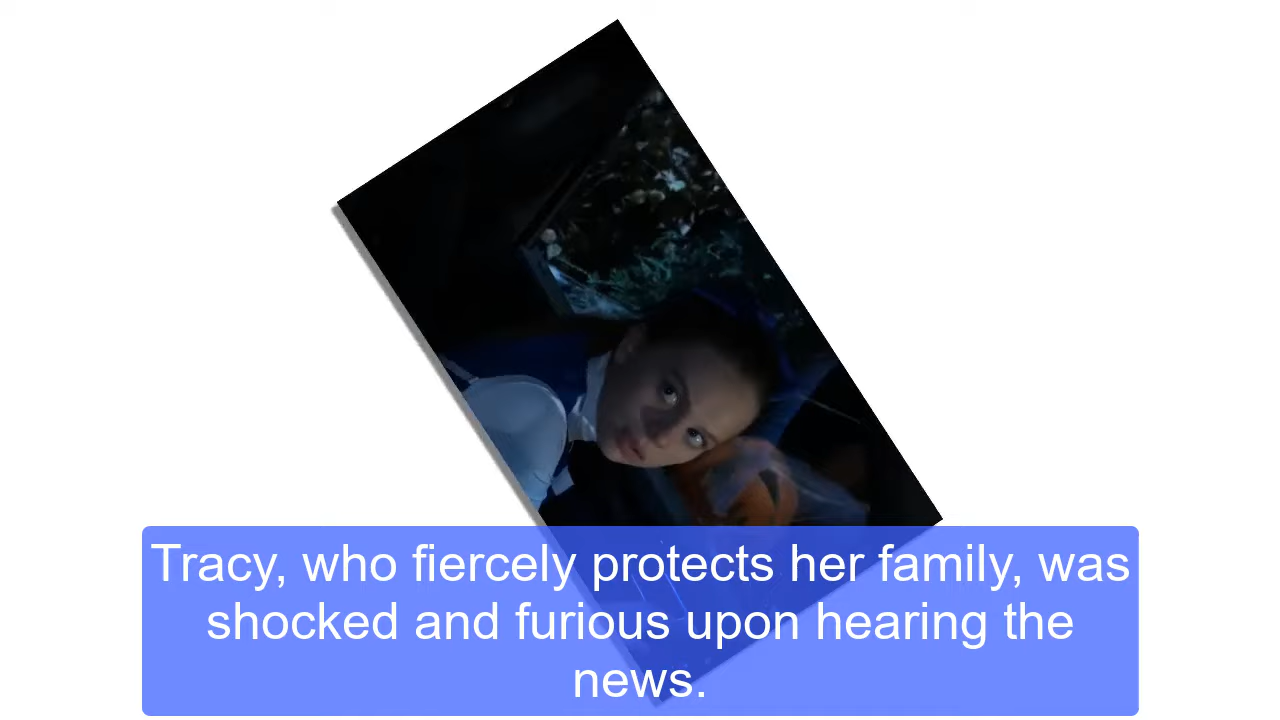 Tracy, who fiercely protects her family, was
shocked and furious upon hearing the
news.